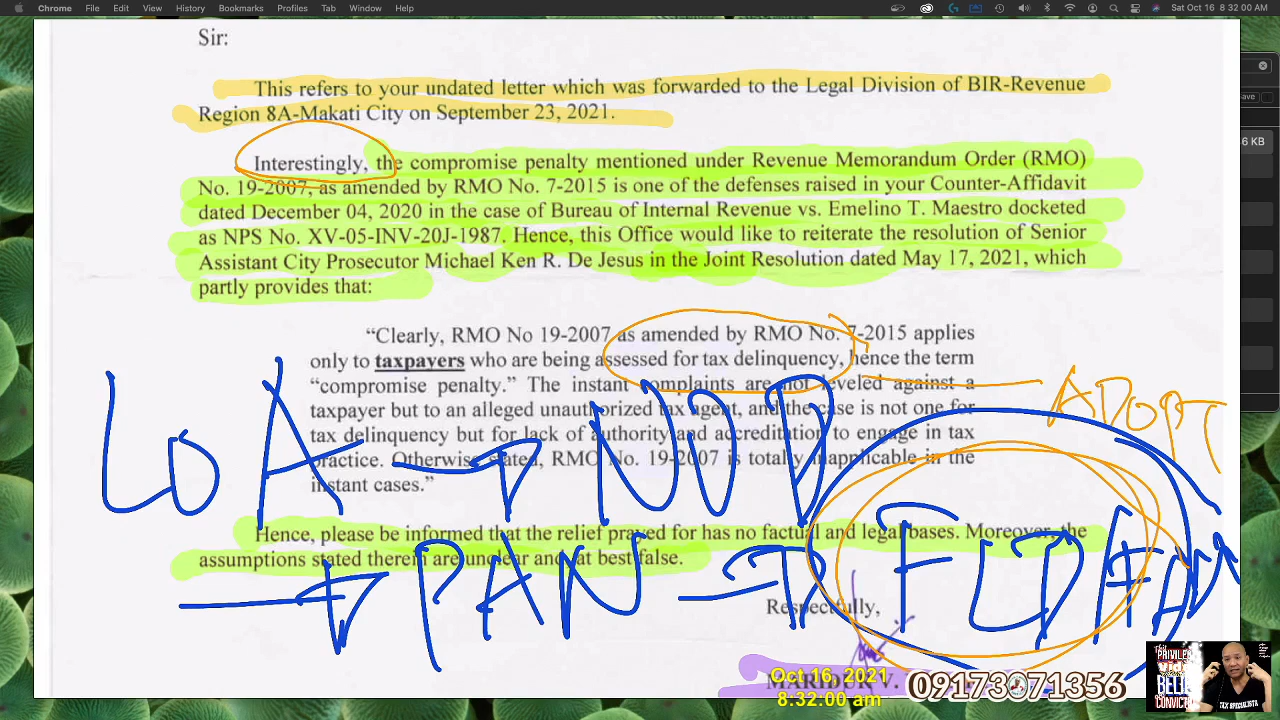 Chrome File Edit View History Bookmarks Profiles Tab Window Help Sat Oct 16 8:32:00 AM
Sir:
This refers to your undated letter which was forwarded to the Legal Division of BIR-Revenue
Region 8A-Makati City on September 23, 2021.
Interestingly, the compromise penalty mentioned under Revenue Memorandum Order (RMO)
No. 19-2007, as amended by RMO No. 7-2015 is one of the defenses raised in your Counter-Affidavit
dated December 04, 2020 in the case of Bureau of Internal Revenue vs. Emelino T. Maestro docketed
as NPS No. XV-05-INV-20J-1987. Hence, this Office would like to reiterate the resolution of Senior
Assistant City Prosecutor Michael Ken R. De Jesus in the Joint Resolution dated May 17, 2021, which
partly provides that:
“Clearly, RMO No 19-2007 as amended by RMO No. 7-2015 applies
only to taxpayers who are being assessed for tax delinquency, hence the term
“compromise penalty.” The instant complaints are not leveled against a
taxpayer but to an alleged unauthorized tax agent, and the case is not one for
tax delinquency but for lack of authority and accreditation to engage in tax
practice. Otherwise stated, RMO No. 19-2007 is totally inapplicable in the
instant cases.”
ADOPT
LOA NOD
Hence, please be informed that the relief prayed for has no factual and legal bases. Moreover, the
assumptions stated therein are unclear and at best false.
PAN FLD
Respectfully,
Oct 16, 2021
8:32:00 am
09173071356
TAX SPECIALISTA
ave
6 KB